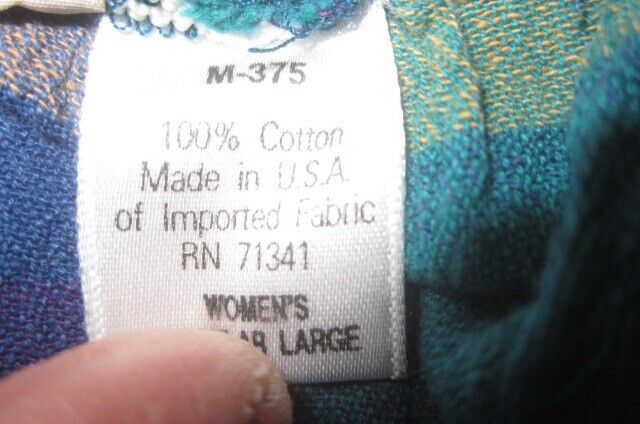 M-375
100% Cotton
Made in U.S.A.
of Imported Fabric
RN 71341
WOMEN'S
LARGE